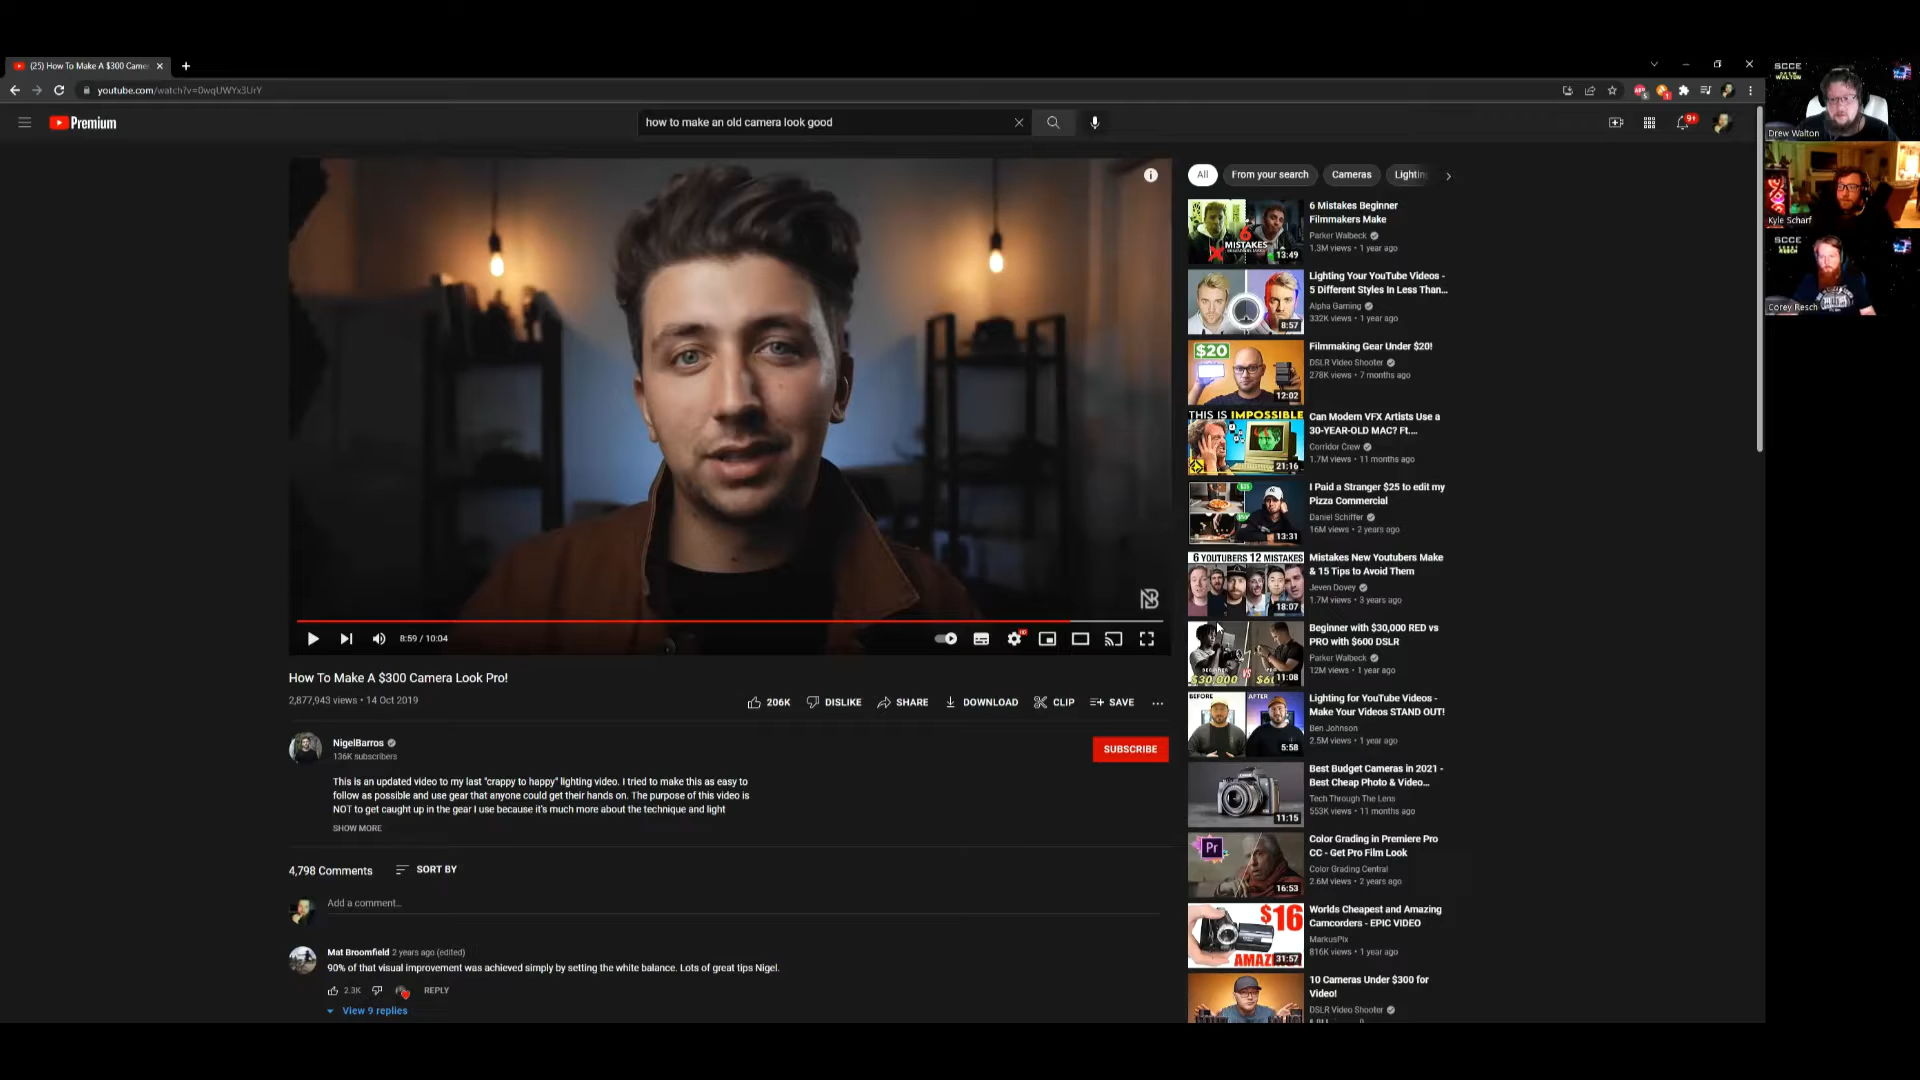 (25) How To Make A $300 Came
youtube.com/watch?v=0wqUWYx3UrY
Premium
how to make an old camera look good
9+
8:59 / 10:04
How To Make A $300 Camera Look Pro!
2,877,943 views • 14 Oct 2019
206K
DISLIKE
SHARE
DOWNLOAD
CLIP
SAVE
NigelBarros
136K subscribers
SUBSCRIBE
This is an updated video to my last "crappy to happy" lighting video. I tried to make this as easy to
follow as possible and use gear that anyone could get their hands on. The purpose of this video is
NOT to get caught up in the gear I use because it's much more about the technique and light
SHOW MORE
4,798 Comments
SORT BY
Add a comment...
Mat Broomfield 2 years ago (edited)
90% of that visual improvement was achieved simply by setting the white balance. Lots of great tips Nigel.
2.3K
REPLY
View 9 replies
All
From your search
Cameras
Lighting
6
MISTAKES
13:49
6 Mistakes Beginner
Filmmakers Make
Parker Walbeck
1.3M views • 1 year ago
8:57
Lighting Your YouTube Videos -
5 Different Styles In Less Than...
Alpha Gaming
332K views • 1 year ago
$20
12:02
Filmmaking Gear Under $20!
DSLR Video Shooter
278K views • 7 months ago
THIS IS IMPOSSIBLE
21:16
Can Modern VFX Artists Use a
30-YEAR-OLD MAC? Ft....
Corridor Crew
1.7M views • 11 months ago
13:31
I Paid a Stranger $25 to edit my
Pizza Commercial
Daniel Schiffer
16M views • 2 years ago
6 YOUTUBERS 12 MISTAKES
18:07
Mistakes New Youtubers Make
& 15 Tips to Avoid Them
Jeven Dovey
1.7M views • 3 years ago
$30,000
VS
11:08
Beginner with $30,000 RED vs
PRO with $600 DSLR
Parker Walbeck
12M views • 1 year ago
BEFORE
AFTER
5:58
Lighting for YouTube Videos -
Make Your Videos STAND OUT!
Ben Johnson
2.5M views • 1 year ago
11:15
Best Budget Cameras in 2021 -
Best Cheap Photo & Video...
Tech Through The Lens
553K views • 11 months ago
Pr
16:53
Color Grading in Premiere Pro
CC - Get Pro Film Look
Color Grading Central
2.6M views • 2 years ago
$16
31:57
Worlds Cheapest and Amazing
Camcorders - EPIC VIDEO
MarkusPix
816K views • 1 year ago
10 Cameras Under $300 for
Video!
DSLR Video Shooter
SCCE
DREW
WALTON
Drew Walton
Kyle Scharf
SCCE
COREY
RESCH
Corey Resch